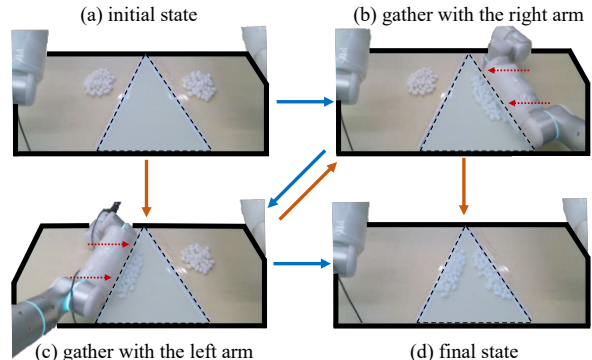 (a) initial state
(b) gather with the right arm
(c) gather with the left arm
(d) final state